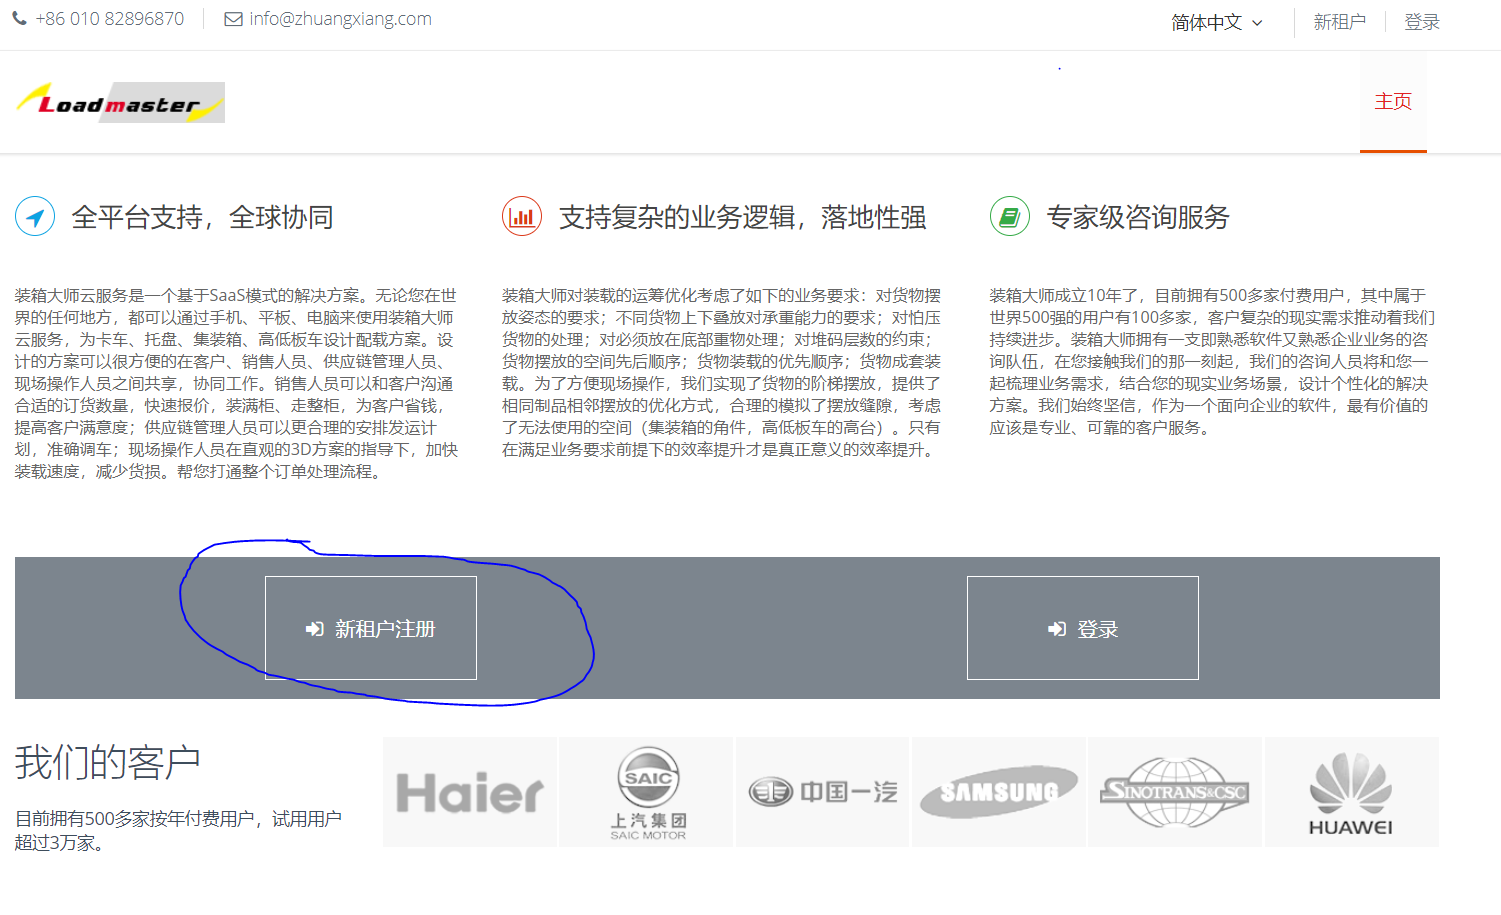 +86 010 82896870
info@zhuangxiang.com
简体中文
新租户
登录
Loadmaster
主页
全平台支持，全球协同
装箱大师云服务是一个基于SaaS模式的解决方案。无论您在世
界的任何地方，都可以通过手机、平板、电脑来使用装箱大师
云服务，为卡车、托盘、集装箱、高低板车设计配载方案。设
计的方案可以很方便的在客户、销售人员、供应链管理人员、
现场操作人员之间共享，协同工作。销售人员可以和客户沟通
合适的订货数量，快速报价，装满柜、走整柜，为客户省钱，
提高客户满意度；供应链管理人员可以更合理的安排发运计
划，准确调车；现场操作人员在直观的3D方案的指导下，加快
装载速度，减少货损。帮您打通整个订单处理流程。
支持复杂的业务逻辑，落地性强
装箱大师对装载的运筹优化考虑了如下的业务要求：对货物摆
放姿态的要求；不同货物上下叠放对承重能力的要求；对怕压
货物的处理；对必须放在底部重物处理；对堆码层数的约束；
货物摆放的空间先后顺序；货物装载的优先顺序；货物成套装
载。为了方便现场操作，我们实现了货物的阶梯摆放，提供了
相同制品相邻摆放的优化方式，合理的模拟了摆放缝隙，考虑
了无法使用的空间（集装箱的角件，高低板车的高台）。只有
在满足业务要求前提下的效率提升才是真正意义的效率提升。
专家级咨询服务
装箱大师成立10年了，目前拥有500多家付费用户，其中属于
世界500强的用户有100多家，客户复杂的现实需求推动着我们
持续进步。装箱大师拥有一支即熟悉软件又熟悉企业业务的咨
询队伍，在您接触我们的那一刻起，我们的咨询人员将和您一
起梳理业务需求，结合您的现实业务场景，设计个性化的解决
方案。我们始终坚信，作为一个面向企业的软件，最有价值的
应该是专业、可靠的客户服务。
新租户注册
登录
我们的客户
目前拥有500多家按年付费用户，试用用户
超过3万家。
Haier
SAIC
上汽集团
SAIC MOTOR
中国一汽
SAMSUNG
SINOTRANS&CSC
HUAWEI